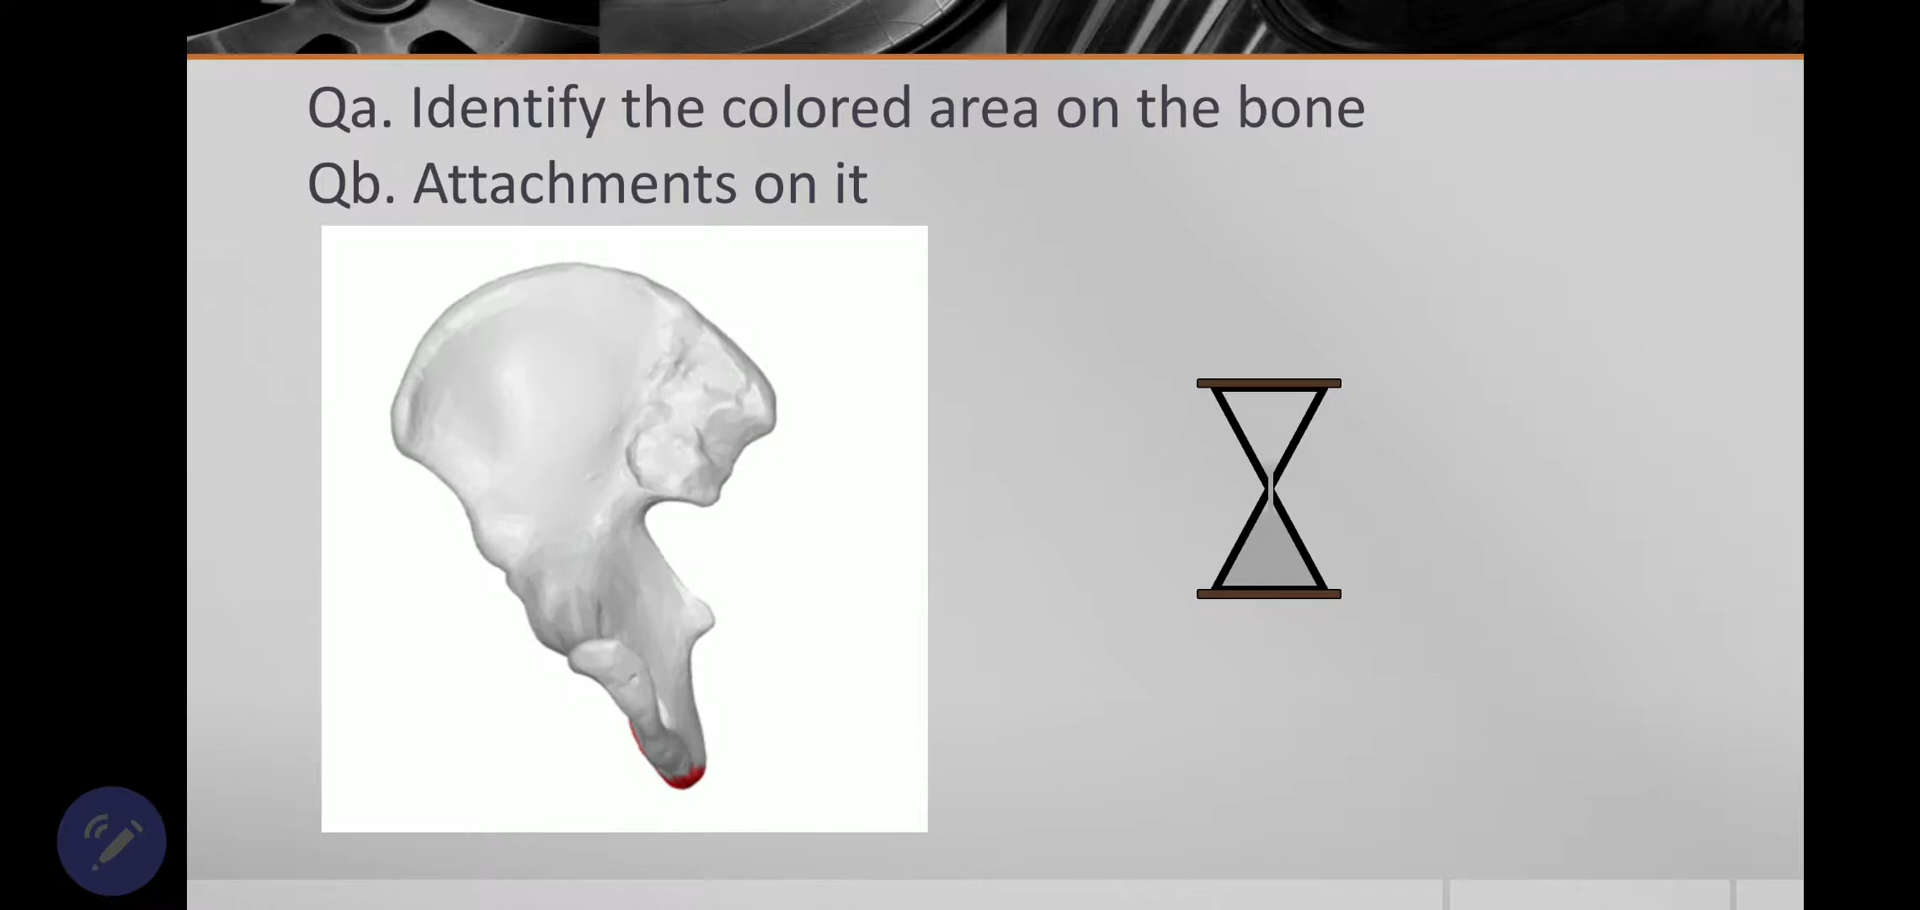 Qa. Identify the colored area on the bone
Qb. Attachments on it